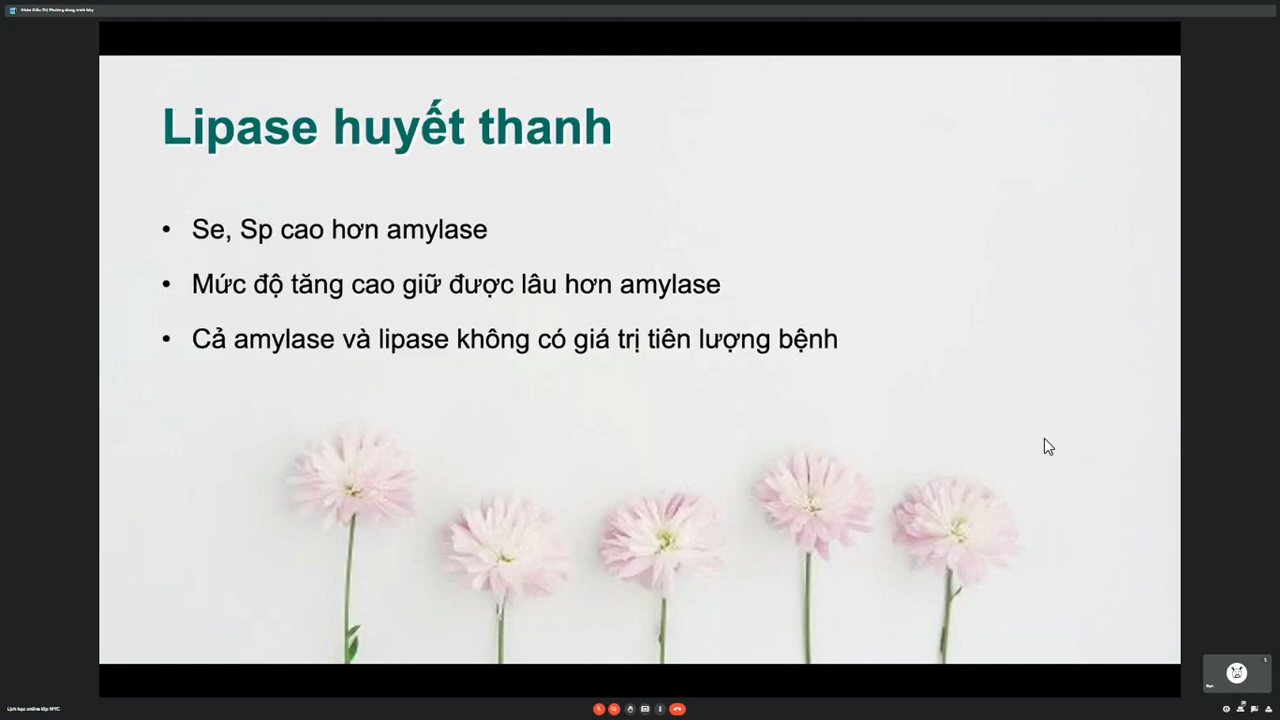 Lipase huyết thanh
• Se, Sp cao hơn amylase
• Mức độ tăng cao giữ được lâu hơn amylase
• Cả amylase và lipase không có giá trị tiên lượng bệnh